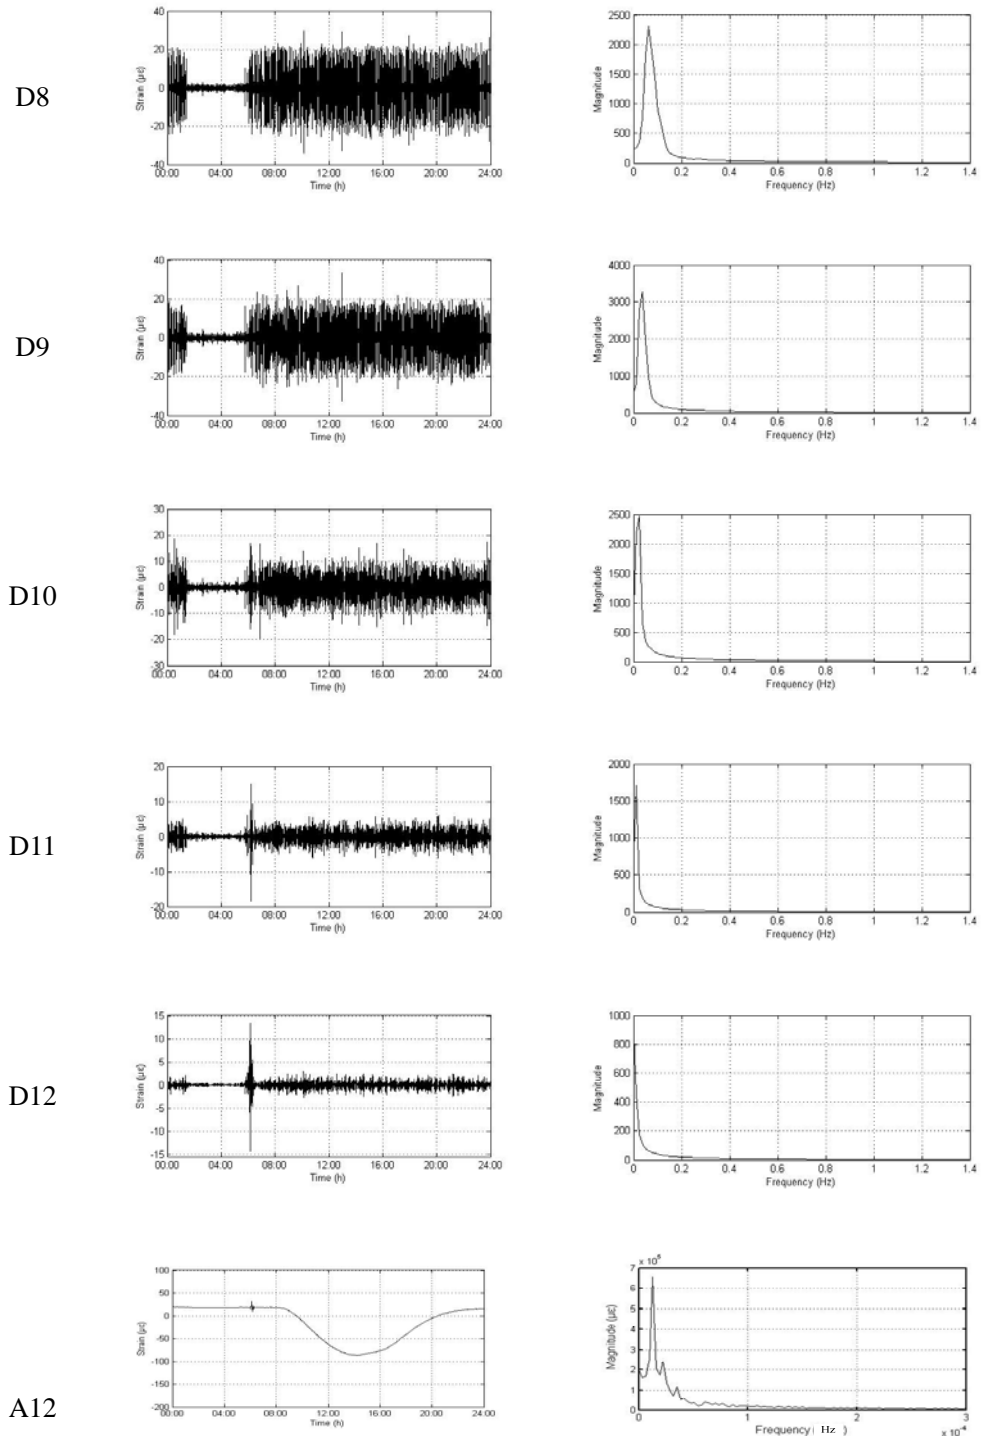 D8
40
20
0
-20
-40
Strain (με)
00:00 04:00 08:00 12:00 16:00 20:00 24:00
Time (h)
2500
2000
1500
1000
500
0
Magnitude
0 0.2 0.4 0.6 0.8 1 1.2 1.4
Frequency (Hz)
D9
40
20
0
-20
-40
Strain (με)
00:00 04:00 08:00 12:00 16:00 20:00 24:00
Time (h)
4000
3000
2000
1000
0
Magnitude
0 0.2 0.4 0.6 0.8 1 1.2 1.4
Frequency (Hz)
D10
30
20
10
0
-10
-20
-30
Strain (με)
00:00 04:00 08:00 12:00 16:00 20:00 24:00
Time (h)
2500
2000
1500
1000
500
0
Magnitude
0 0.2 0.4 0.6 0.8 1 1.2 1.4
Frequency (Hz)
D11
20
10
0
-10
-20
Strain (με)
00:00 04:00 08:00 12:00 16:00 20:00 24:00
Time (h)
2000
1500
1000
500
0
Magnitude
0 0.2 0.4 0.6 0.8 1 1.2 1.4
Frequency (Hz)
D12
15
10
5
0
-5
-10
-15
Strain (με)
00:00 04:00 08:00 12:00 16:00 20:00 24:00
Time (h)
1000
800
600
400
200
0
Magnitude
0 0.2 0.4 0.6 0.8 1 1.2 1.4
Frequency (Hz)
A12
100
50
0
-50
-100
-150
-200
Strain (με)
00:00 04:00 08:00 12:00 16:00 20:00 24:00
Time (h)
7
6
5
4
3
2
1
0
Magnitude (με)
0 1 2 3
Frequency ( Hz )
x 10⁻⁴